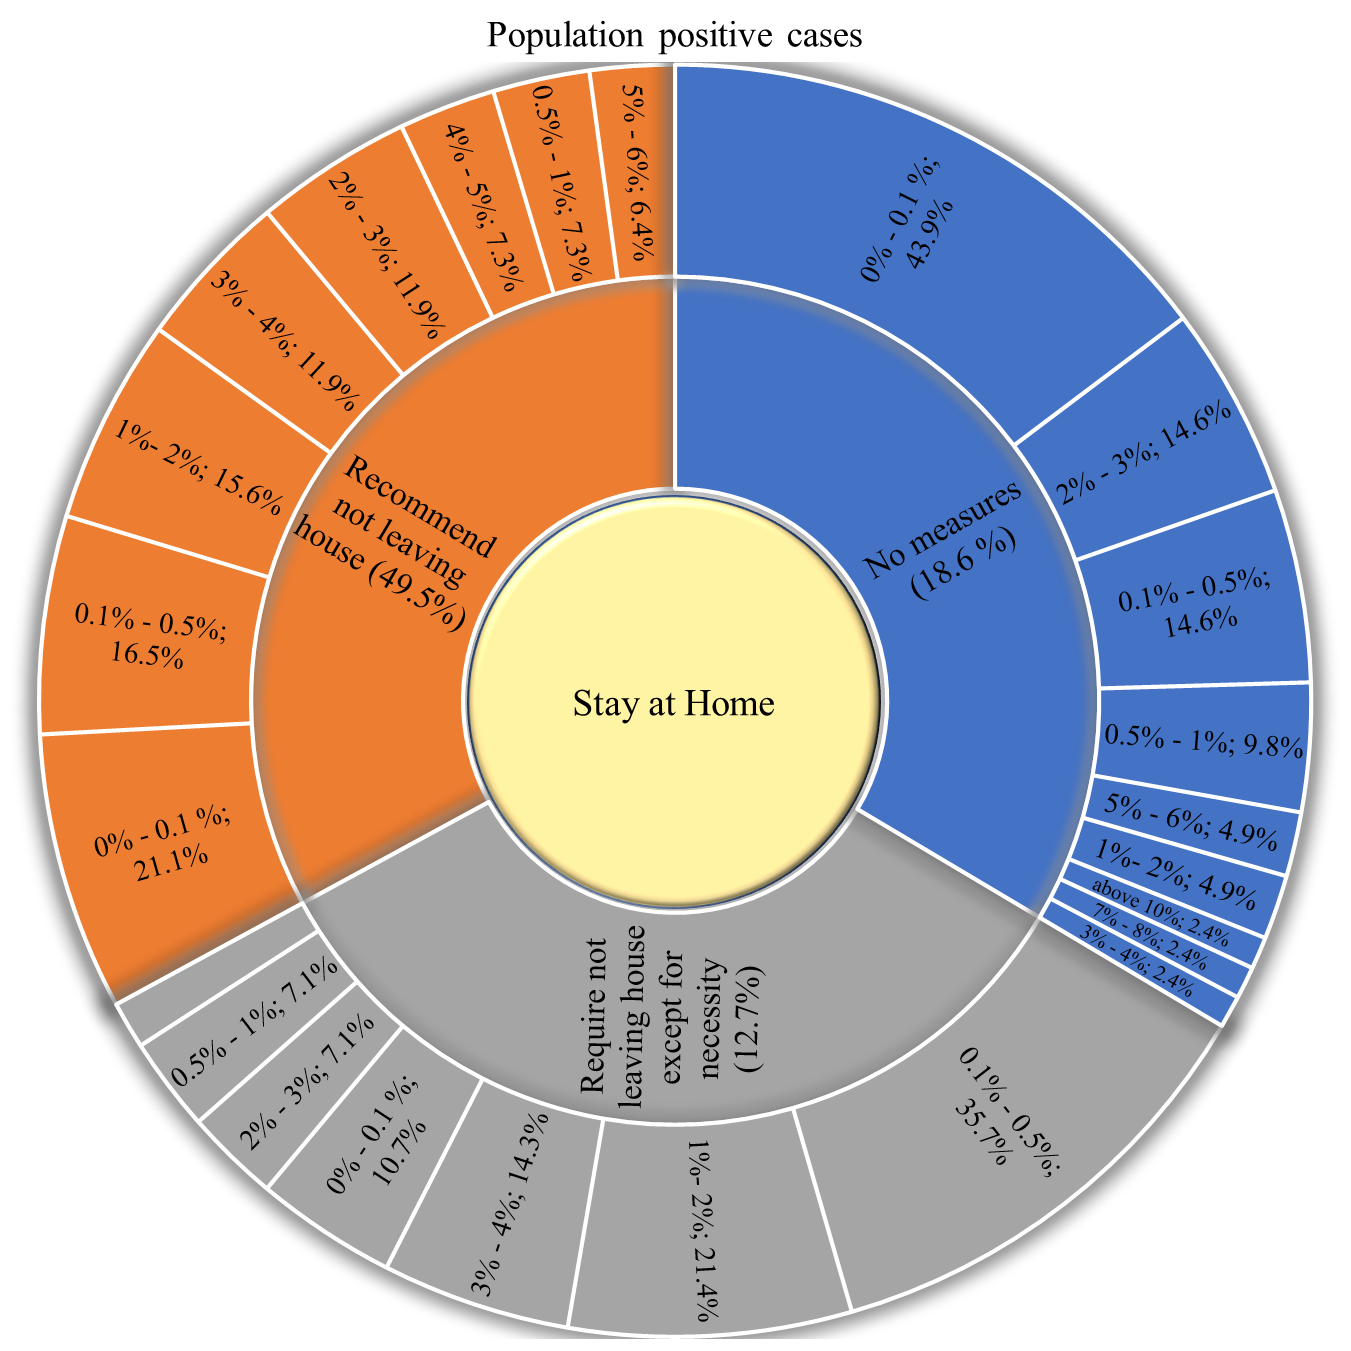 Population positive cases
0% - 0.1 %;
43.9%
2% - 3%; 14.6%
0.1% - 0.5%;
14.6%
0.5% - 1%; 9.8%
5% - 6%; 4.9%
1%- 2%; 4.9%
above 10%; 2.4%
7% - 8%; 2.4%
3% - 4%; 2.4%
No measures
(18.6 %)
0.1% - 0.5%;
35.7%
1%- 2%; 21.4%
3% - 4%; 14.3%
0% - 0.1 %;
10.7%
2% - 3%; 7.1%
0.5% - 1%; 7.1%
Require not
leaving house
except for
necessity
(12.7%)
0% - 0.1 %;
21.1%
0.1% - 0.5%;
16.5%
1%- 2%; 15.6%
3% - 4%; 11.9%
2% - 3%; 11.9%
4% - 5%; 7.3%
0.5% - 1%; 7.3%
5% - 6%; 6.4%
Recommend
not leaving
house (49.5%)
Stay at Home